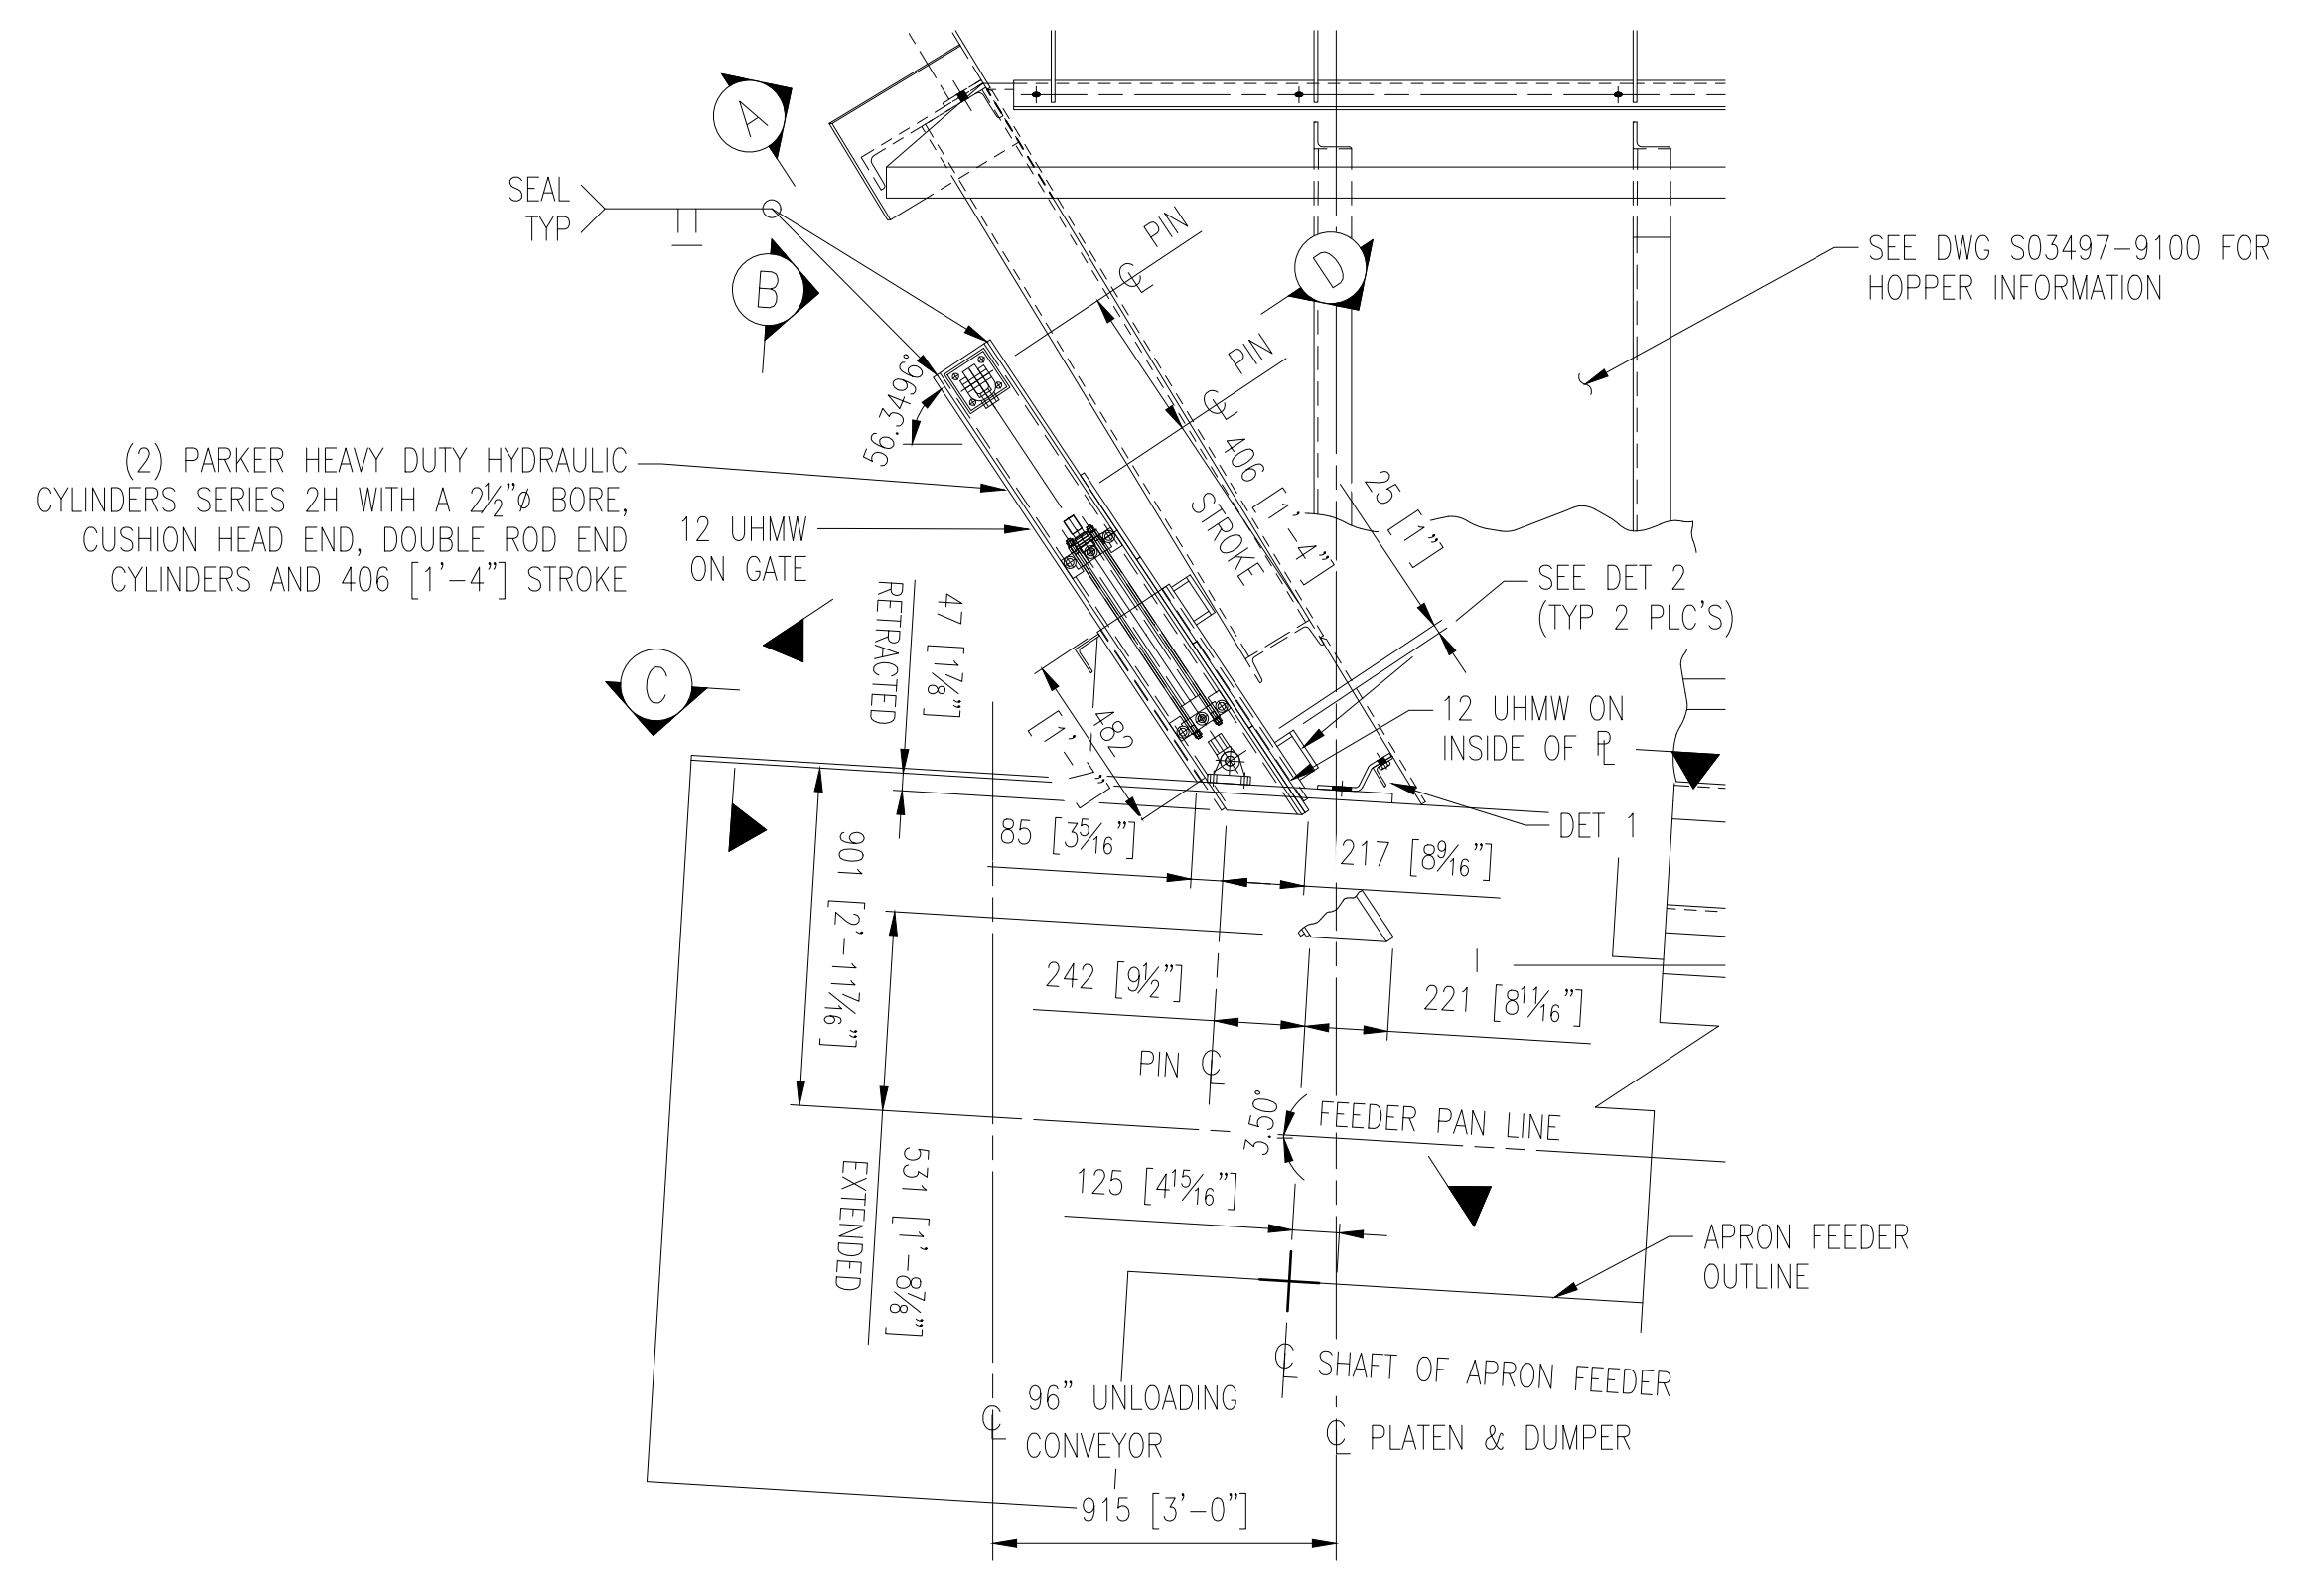 A
SEAL
TYP
B
PIN
℄
D
SEE DWG S03497-9100 FOR
HOPPER INFORMATION
PIN
℄
56.3496°
406 [1'-4"]
STROKE
25 [1"]
(2) PARKER HEAVY DUTY HYDRAULIC
CYLINDERS SERIES 2H WITH A 2½"ø BORE,
CUSHION HEAD END, DOUBLE ROD END
CYLINDERS AND 406 [1'-4"] STROKE
12 UHMW
ON GATE
SEE DET 2
(TYP 2 PLC'S)
47 [1⅞"]
RETRACTED
C
482
[1'-7"]
12 UHMW ON
INSIDE OF ⅊
DET 1
85 [3 5/16"]
217 [8 9/16"]
901 [2'-11 7/16"]
242 [9½"]
221 [8 11/16"]
PIN ℄
3.50°
FEEDER PAN LINE
531 [1'-8⅞"]
EXTENDED
125 [4 15/16"]
APRON FEEDER
OUTLINE
℄ SHAFT OF APRON FEEDER
℄ 96" UNLOADING
CONVEYOR
℄ PLATEN & DUMPER
915 [3'-0"]